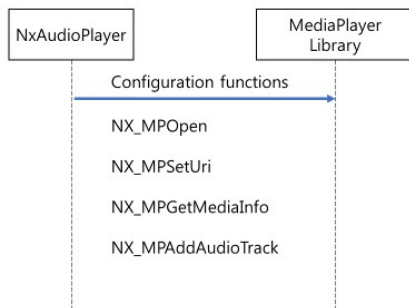 NxAudioPlayer
MediaPlayer
Library
Configuration functions
NX_MPOpen
NX_MPSetUri
NX_MPGetMediaInfo
NX_MPAddAudioTrack